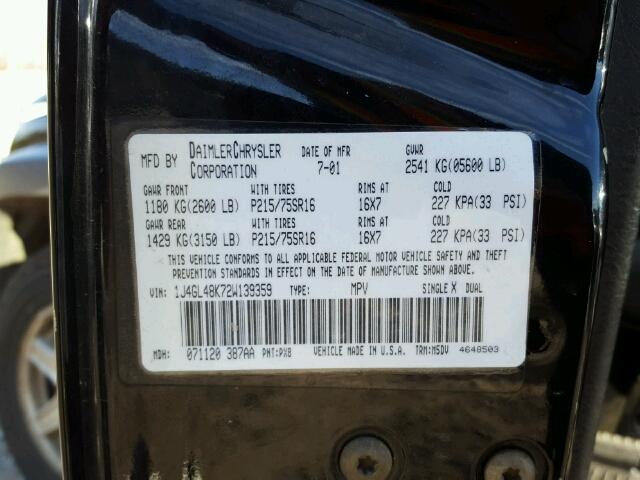 MFD BY DAIMLERCHRYSLER CORPORATION DATE OF MFR 7-01 GVWR 2541 KG(05600 LB)
GAWR FRONT WITH TIRES RIMS AT COLD
1180 KG(2600 LB) P215/75SR16 16X7 227 KPA(33 PSI)
GAWR REAR WITH TIRES RIMS AT COLD
1429 KG(3150 LB) P215/75SR16 16X7 227 KPA(33 PSI)
THIS VEHICLE CONFORMS TO ALL APPLICABLE FEDERAL MOTOR VEHICLE SAFETY AND THEFT
PREVENTION STANDARDS IN EFFECT ON THE DATE OF MANUFACTURE SHOWN ABOVE.
VIN: 1J4GL48K72W139359 TYPE: MPV SINGLE X DUAL
MDH: 071120 387AA PNT:PX8 VEHICLE MADE IN U.S.A. TRM:M5DV 4648503